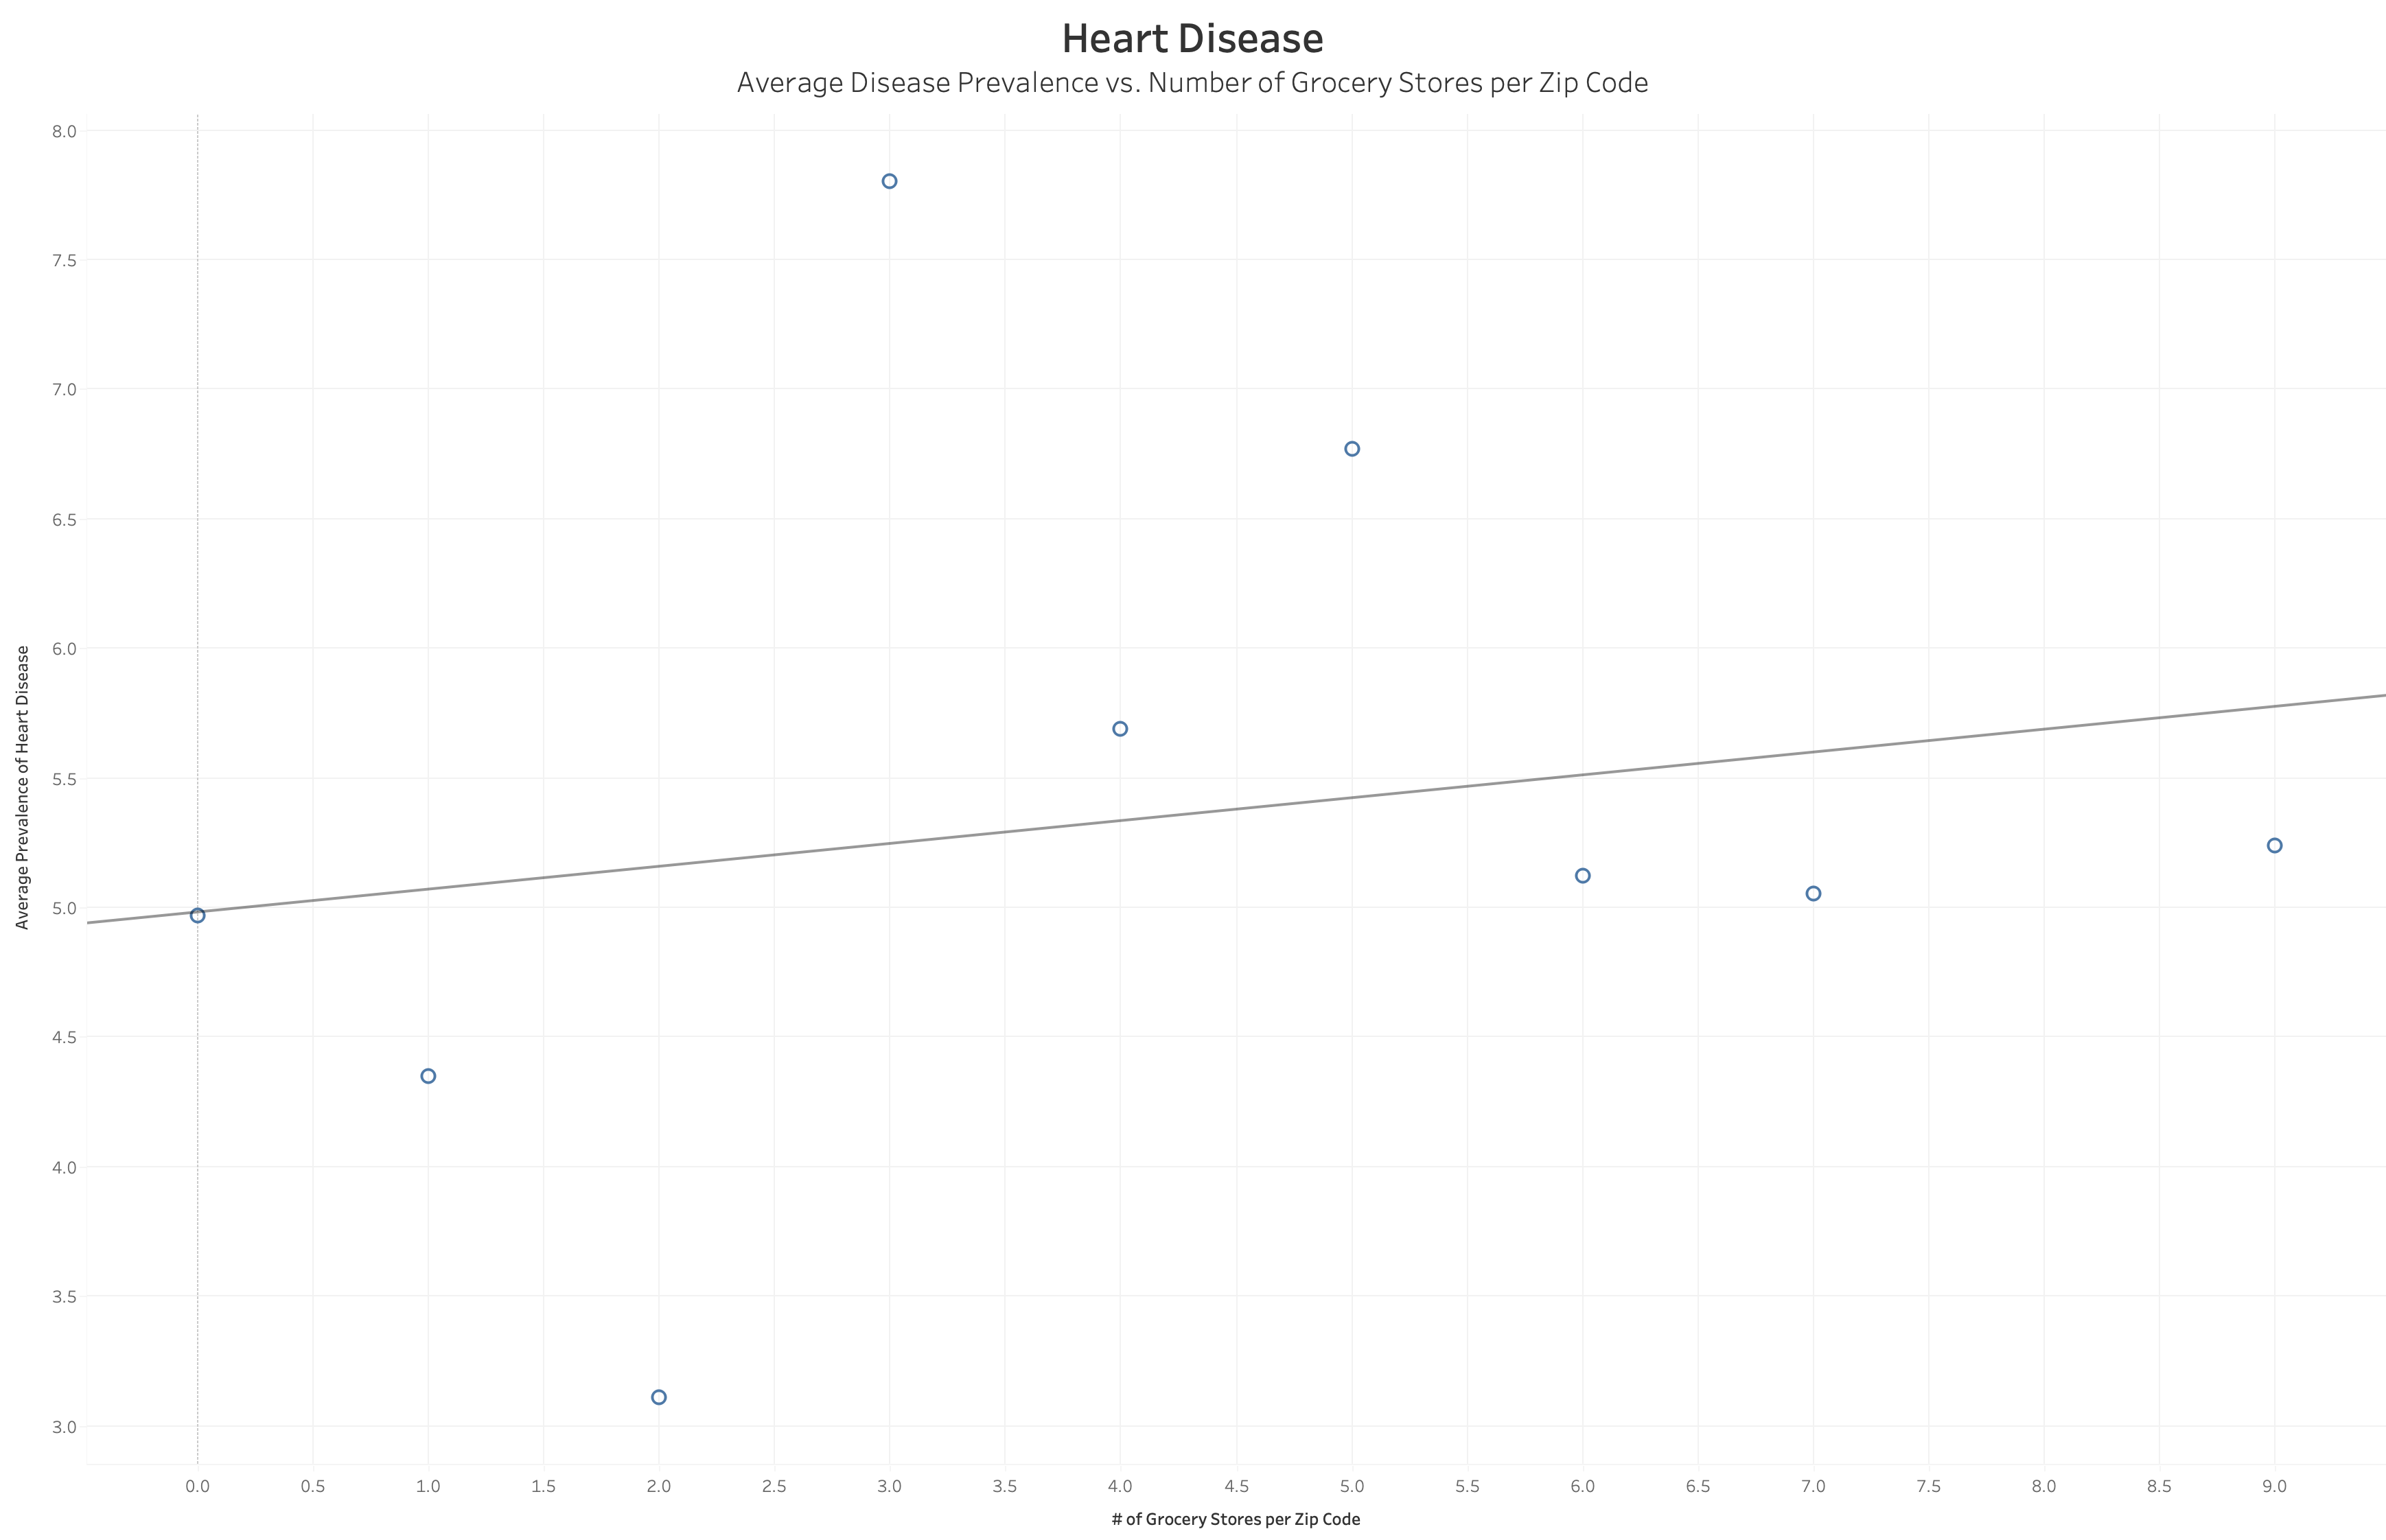 Heart Disease
Average Disease Prevalence vs. Number of Grocery Stores per Zip Code
8.0
7.5
7.0
6.5
6.0
5.5
5.0
4.5
4.0
3.5
3.0
Average Prevalence of Heart Disease
0.0 0.5 1.0 1.5 2.0 2.5 3.0 3.5 4.0 4.5 5.0 5.5 6.0 6.5 7.0 7.5 8.0 8.5 9.0
# of Grocery Stores per Zip Code